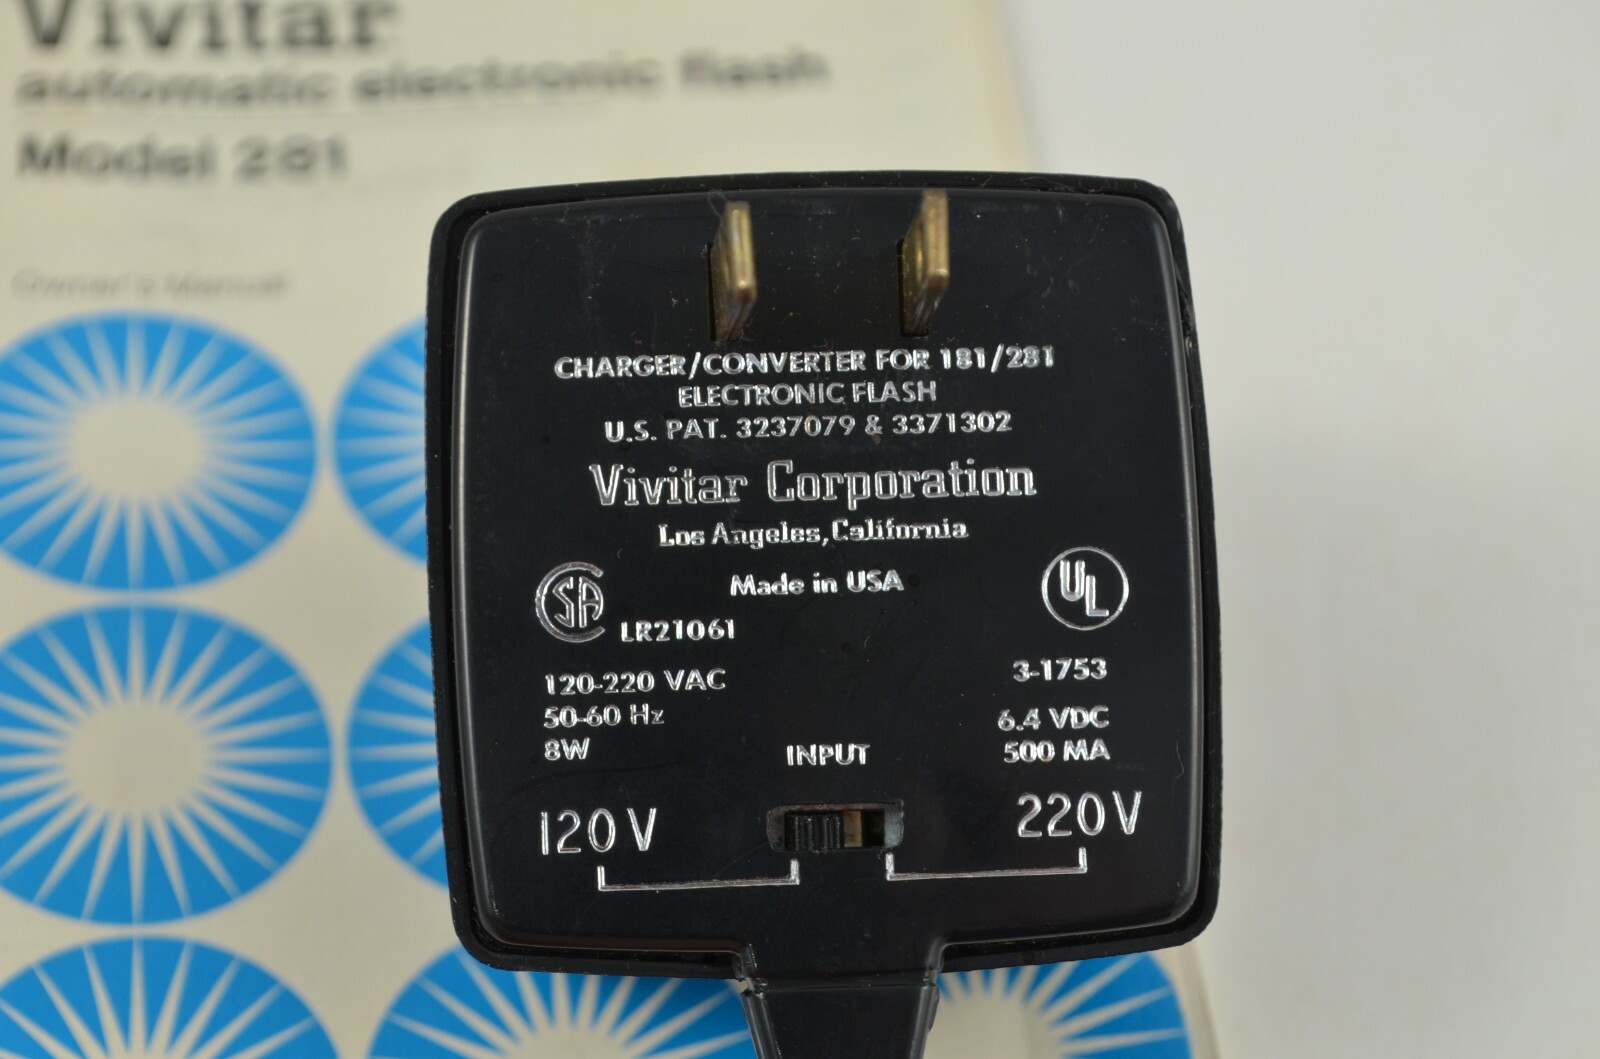 Vivitar
automatic electronic flash
Model 281
Owner's Manual
CHARGER/CONVERTER FOR 181/281
ELECTRONIC FLASH
U.S. PAT. 3237079 & 3371302
Vivitar Corporation
Los Angeles, California
Made in USA
SA
UL
LR21061
120-220 VAC
3-1753
50-60 Hz
6.4 VDC
8W
INPUT
500 MA
120V
220V